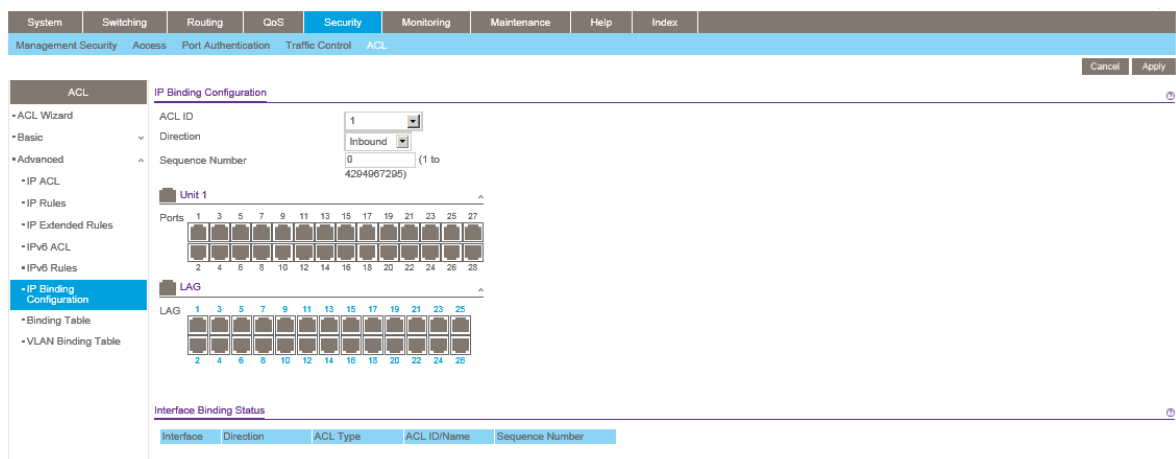 System Switching Routing QoS Security Monitoring Maintenance Help Index
Management Security Access Port Authentication Traffic Control ACL
Cancel Apply
ACL
ACL Wizard
Basic
Advanced
IP ACL
IP Rules
IP Extended Rules
IPv6 ACL
IPv6 Rules
IP Binding
Configuration
Binding Table
VLAN Binding Table
IP Binding Configuration
ACL ID 1
Direction Inbound
Sequence Number 0 (1 to
4294967295)
Unit 1
Ports 1 3 5 7 9 11 13 15 17 19 21 23 25 27
2 4 6 8 10 12 14 16 18 20 22 24 26 28
LAG
LAG 1 3 5 7 9 11 13 15 17 19 21 23 25
2 4 6 8 10 12 14 16 18 20 22 24 26
Interface Binding Status
Interface Direction ACL Type ACL ID/Name Sequence Number